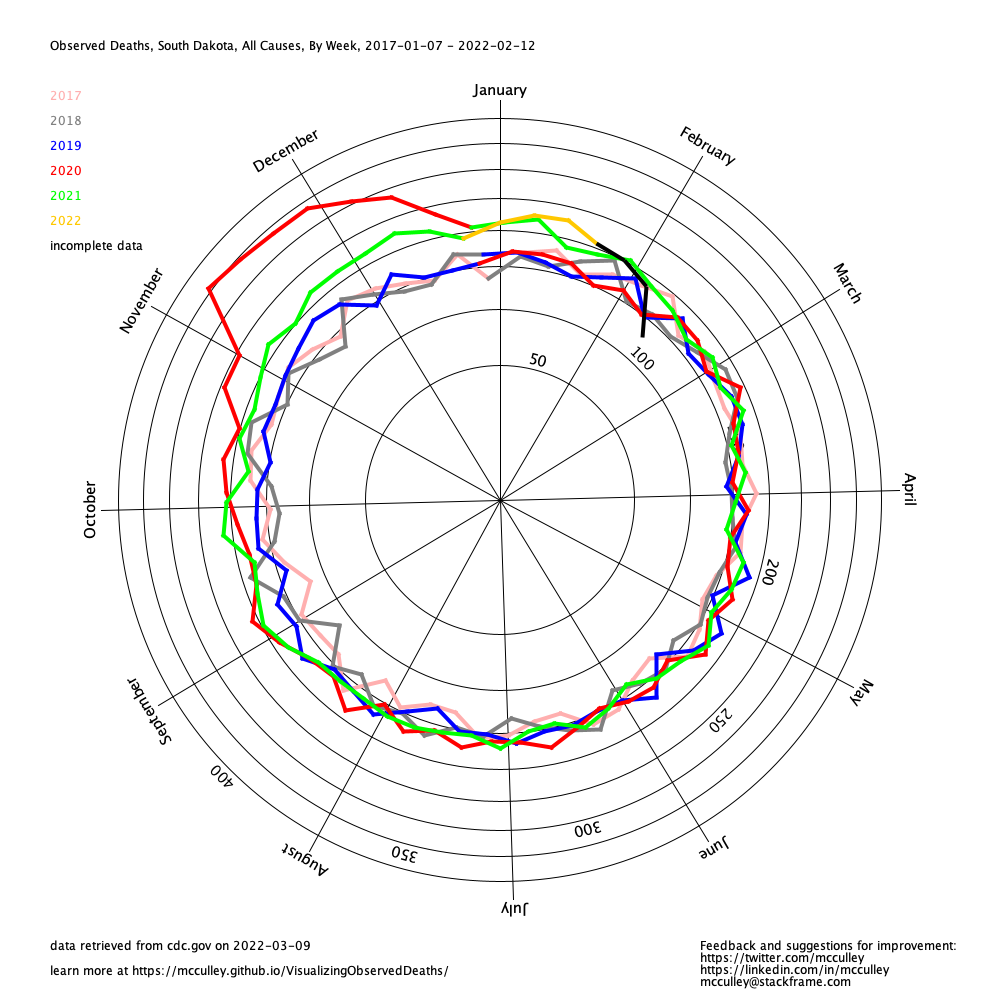 Observed Deaths, South Dakota, All Causes, By Week, 2017-01-07 - 2022-02-12
January
February
March
April
May
June
July
August
September
October
November
December
2017
2018
2019
2020
2021
2022
incomplete data
50
100
200
250
300
350
400
data retrieved from cdc.gov on 2022-03-09
learn more at https://mcculley.github.io/VisualizingObservedDeaths/
Feedback and suggestions for improvement:
https://twitter.com/mcculley
https://linkedin.com/in/mcculley
mcculley@stackframe.com